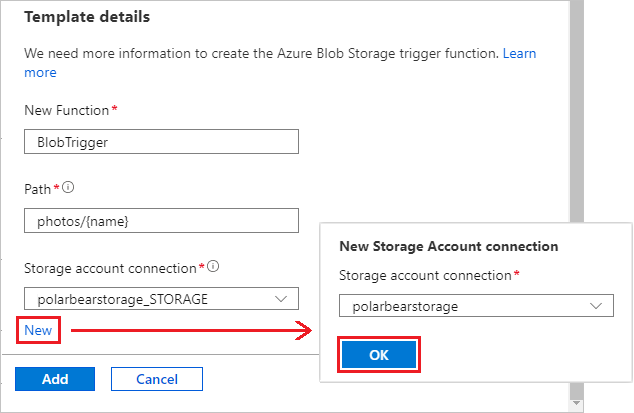 Template details
We need more information to create the Azure Blob Storage trigger function. Learn
more
New Function*
BlobTrigger
Path*
photos/{name}
Storage account connection*
polarbearstorage_STORAGE
New
Add
Cancel
New Storage Account connection
Storage account connection*
polarbearstorage
OK